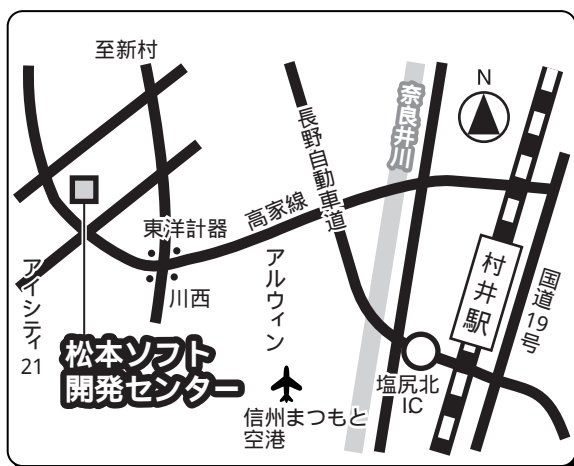 至新村
N
奈良井川
長野自動車道
高家線
東洋計器
川西
アルウィン
村井駅
国道19号
アイシティ
21
松本ソフト
開発センター
塩尻北
IC
信州まつもと
空港